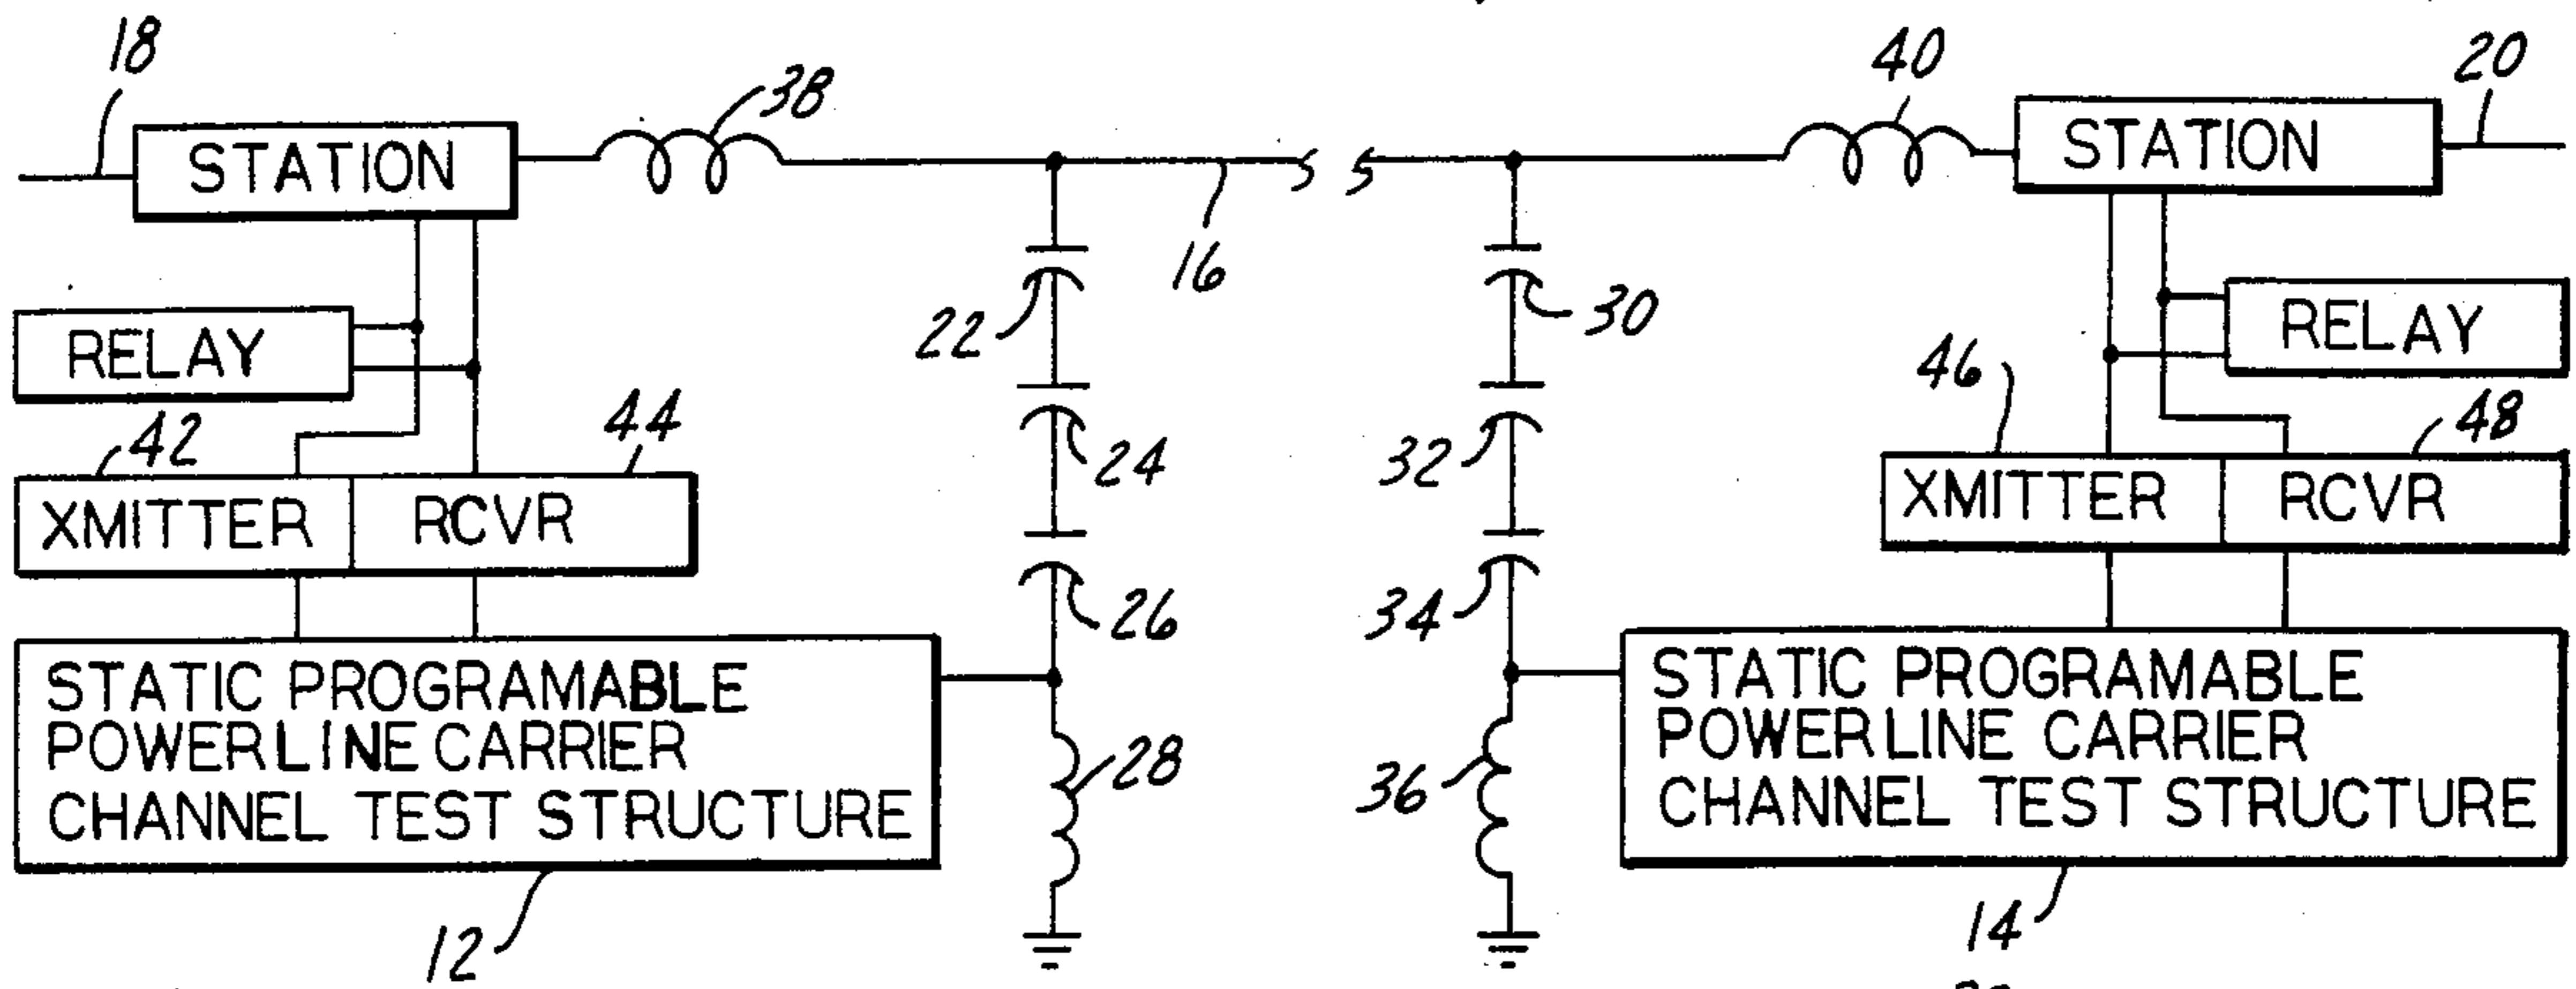 18
38
40
20
STATION
STATION
16
22
30
RELAY
RELAY
42
44
24
32
46
48
XMITTER
RCVR
XMITTER
RCVR
26
34
STATIC PROGRAMABLE
POWERLINE CARRIER
CHANNEL TEST STRUCTURE
28
36
STATIC PROGRAMABLE
POWERLINE CARRIER
CHANNEL TEST STRUCTURE
12
14